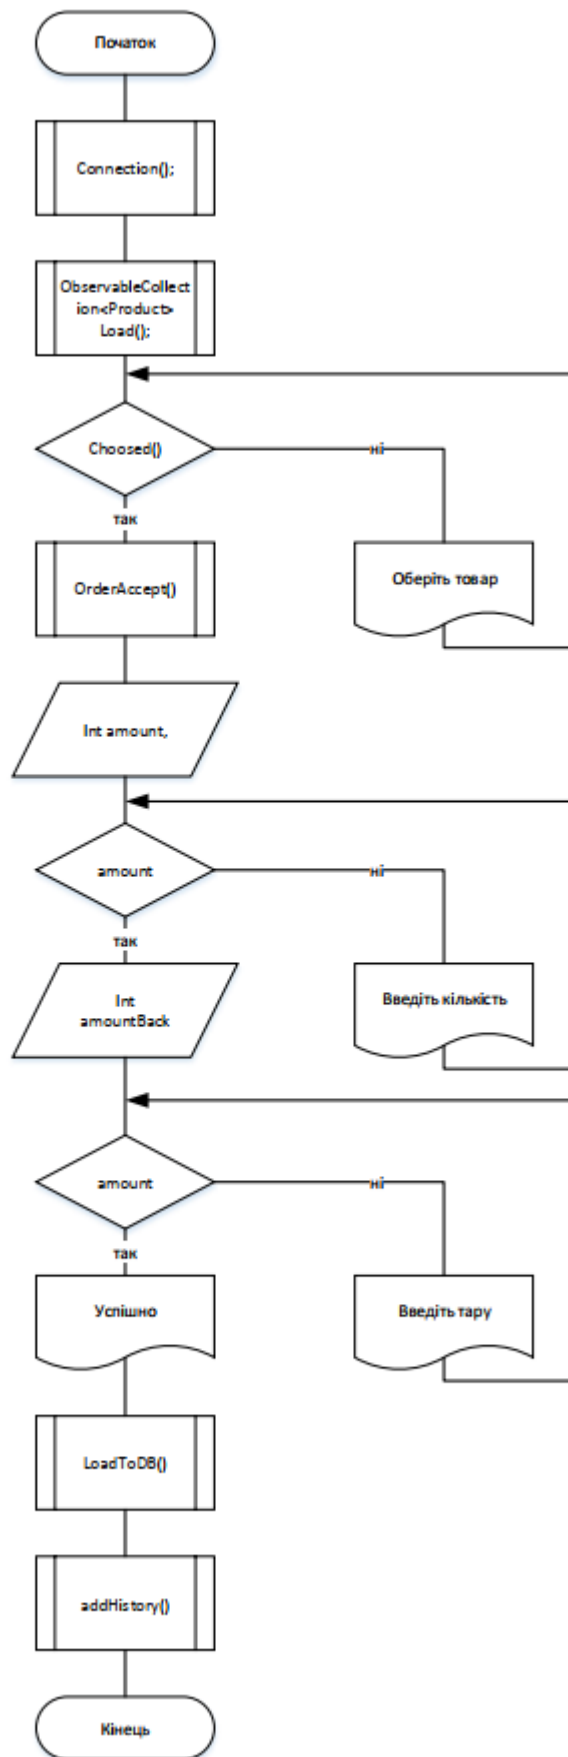 Початок
Connection();
ObservableCollect
ion<Product>
Load();
Choosed()
ні
так
OrderAccept()
Оберіть товар
Int amount,
amount
ні
так
Int
amountBack
Введіть кількість
amount
ні
так
Успішно
Введіть тару
LoadToDB()
addHistory()
Кінець